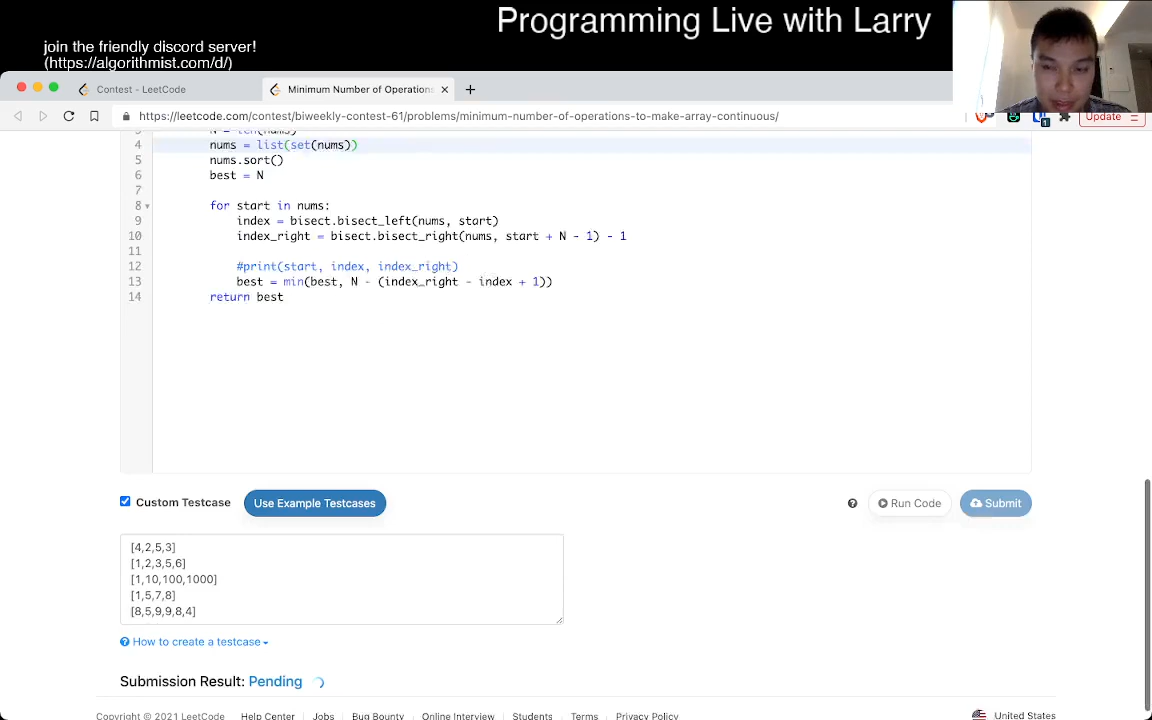 Programming Live with Larry
join the friendly discord server!
(https://algorithmist.com/d/)
Contest - LeetCode
Minimum Number of Operations
https://leetcode.com/contest/biweekly-contest-61/problems/minimum-number-of-operations-to-make-array-continuous/
Update
N = len(nums)
4 nums = list(set(nums))
5 nums.sort()
6 best = N
7
8 for start in nums:
9 index = bisect.bisect_left(nums, start)
10 index_right = bisect.bisect_right(nums, start + N - 1) - 1
11
12 #print(start, index, index_right)
13 best = min(best, N - (index_right - index + 1))
14 return best
Custom Testcase
Use Example Testcases
Run Code
Submit
[4,2,5,3]
[1,2,3,5,6]
[1,10,100,1000]
[1,5,7,8]
[8,5,9,9,8,4]
How to create a testcase
Submission Result: Pending
Copyright © 2021 LeetCode Help Center Jobs Bug Bounty Online Interview Students Terms Privacy Policy United States